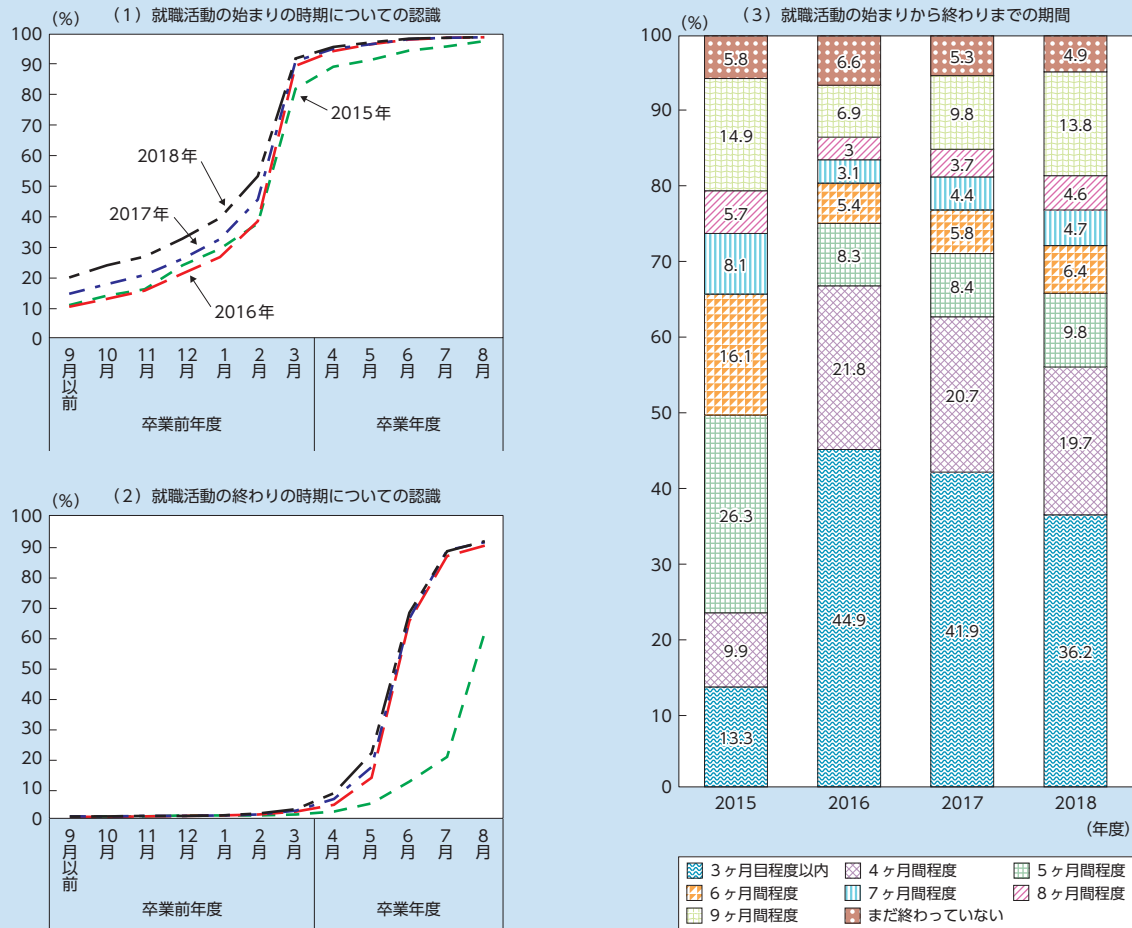 （1）就職活動の始まりの時期についての認識
（%）
100
90
80
70
60
50
40
30
20
10
0
2015年
2018年
2017年
2016年
9月以前 10月 11月 12月 1月 2月 3月 4月 5月 6月 7月 8月
卒業前年度 卒業年度
（2）就職活動の終わりの時期についての認識
（%）
100
90
80
70
60
50
40
30
20
10
0
9月以前 10月 11月 12月 1月 2月 3月 4月 5月 6月 7月 8月
卒業前年度 卒業年度
（3）就職活動の始まりから終わりまでの期間
（%）
100
90
80
70
60
50
40
30
20
10
0
5.8 6.6 5.3 4.9
14.9 6.9 9.8 13.8
5.7 3 3.7 4.6
8.1 3.1 4.4 4.7
16.1 5.4 5.8 6.4
26.3 8.3 8.4 9.8
9.9 21.8 20.7 19.7
13.3 44.9 41.9 36.2
2015 2016 2017 2018
（年度）
3ヶ月目程度以内 4ヶ月間程度 5ヶ月間程度
6ヶ月間程度 7ヶ月間程度 8ヶ月間程度
9ヶ月間程度 まだ終わっていない